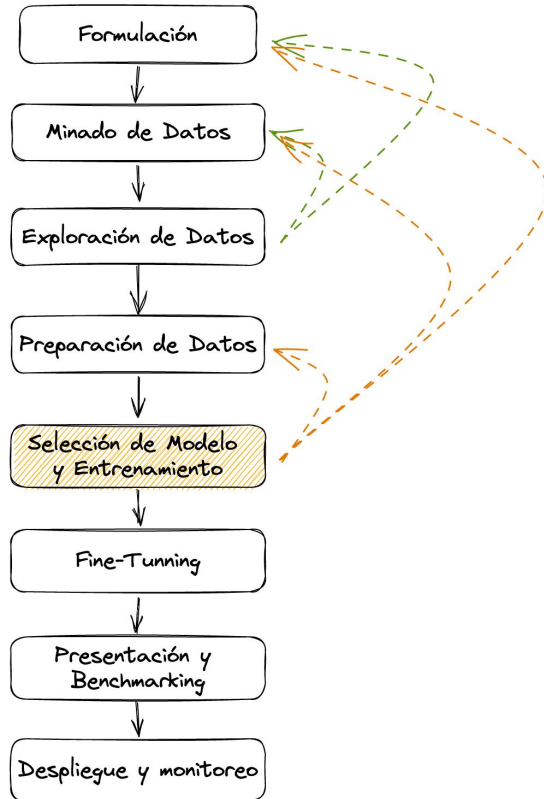 Formulación
Minado de Datos
Exploración de Datos
Preparación de Datos
Selección de Modelo
y Entrenamiento
Fine-Tunning
Presentación y
Benchmarking
Despliegue y monitoreo